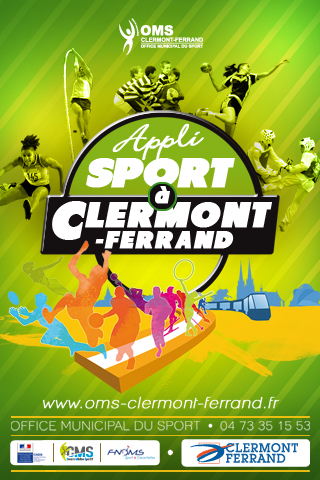 OMS
CLERMONT-FERRAND
OFFICE MUNICIPAL DU SPORT
Appli
SPORT
à
CLERMONT
-FERRAND
www.oms-clermont-ferrand.fr
OFFICE MUNICIPAL DU SPORT • 04 73 35 15 53
OMS
FNOMS
CLERMONT
FERRAND